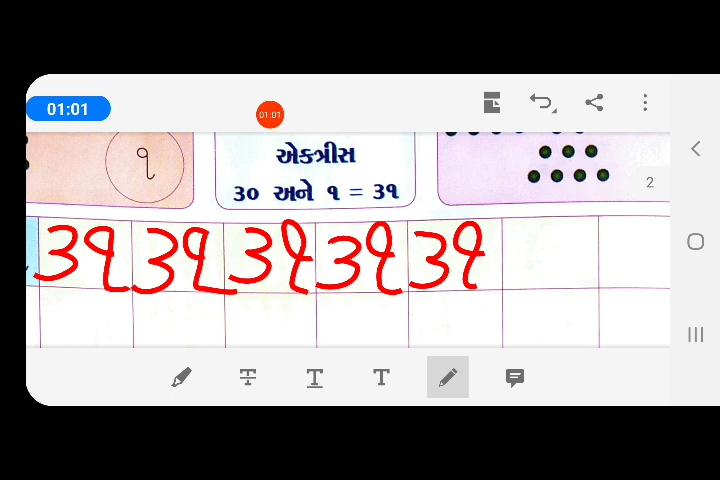 01:01
01:01
૧
એકત્રીસ
૩૦ અને ૧ = ૩૧
2
૩૧ ૩૧ ૩૧ ૩૧ ૩૧
T T T